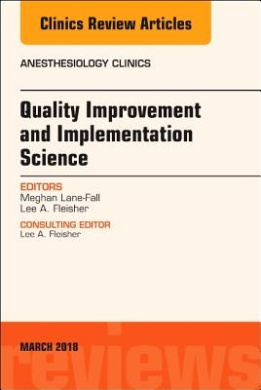 Clinics Review Articles
ANESTHESIOLOGY CLINICS
Quality Improvement
and Implementation
Science
EDITORS
Meghan Lane-Fall
Lee A. Fleisher
CONSULTING EDITOR
Lee A. Fleisher
MARCH 2018
reviews